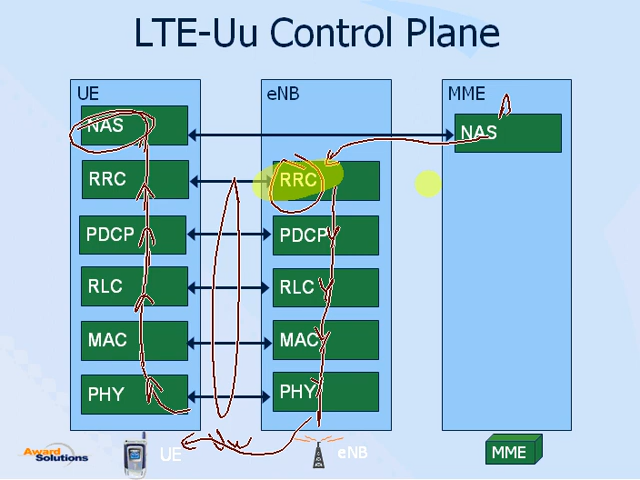 LTE-Uu Control Plane
UE eNB MME
NAS NAS
RRC RRC
PDCP PDCP
RLC RLC
MAC MAC
PHY PHY
Uu
Award Solutions
UE eNB MME